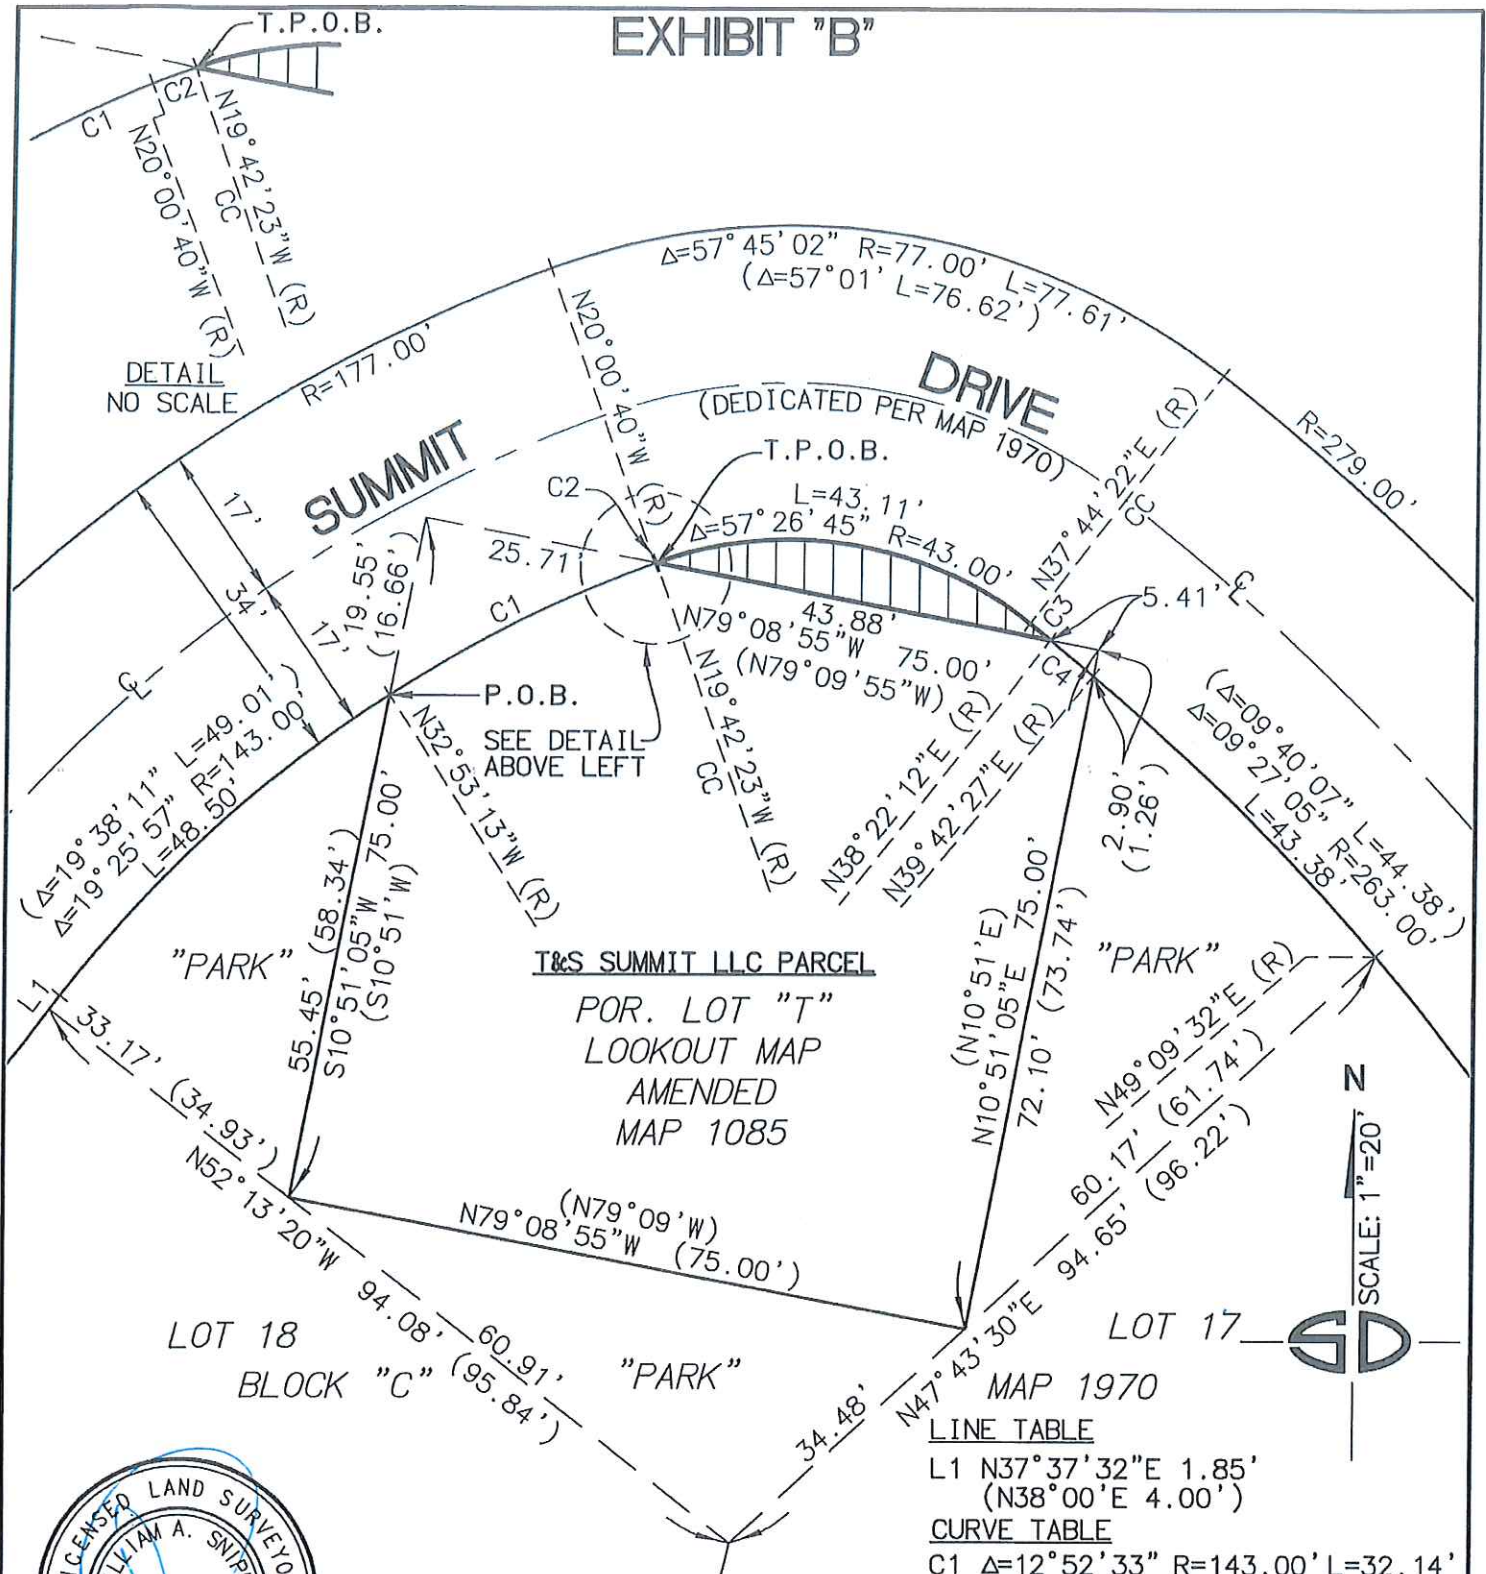 EXHIBIT "B"
T.P.O.B.
C1
C2
N19°42'23"W (R)
CC
N20°00'40"W (R)
DETAIL
NO SCALE
Δ=57°45'02" R=77.00' L=77.61'
(Δ=57°01' L=76.62')
R=177.00'
N20°00'40"W (R)
SUMMIT
DRIVE
(DEDICATED PER MAP 1970)
R=279.00'
T.P.O.B.
N37°44'22"E (R)
CC
17'
34'
17'
C2
L=43.11'
Δ=57°26'45" R=43.00'
25.71'
19.55'
(16.66')
C1
43.88'
N79°08'55"W 75.00'
(N79°09'55"W)
C3
5.41'
C4
P.O.B.
SEE DETAIL
ABOVE LEFT
N32°53'13"W (R)
N19°42'23"W (R)
CC
N38°22'12"E (R)
N39°42'27"E (R)
2.90'
(1.26')
(Δ=09°40'07" L=44.38')
Δ=09°27'05" R=263.00'
L=43.38'
(Δ=19°38'11" L=49.01')
Δ=19°25'57" R=143.00'
L=48.50'
"PARK"
55.45' (58.34')
S10°51'05"W 75.00'
(S10°51'W)
T&S SUMMIT LLC PARCEL
POR. LOT "T"
LOOKOUT MAP
AMENDED
MAP 1085
(N10°51'E)
N10°51'05"E 75.00'
72.10' (73.74')
"PARK"
N49°09'32"E (R)
L1
33.17' (34.93')
N52°13'20"W 94.08' (95.84')
60.91'
(N79°09'W)
N79°08'55"W (75.00')
60.17' (61.74')
N47°43'30"E 94.65' (96.22')
34.48'
N
SCALE: 1"=20'
SD
LOT 18
BLOCK "C"
"PARK"
LOT 17
MAP 1970
LINE TABLE
L1 N37°37'32"E 1.85'
(N38°00'E 4.00')
CURVE TABLE
C1 Δ=12°52'33" R=143.00' L=32.14'
LAND
A.